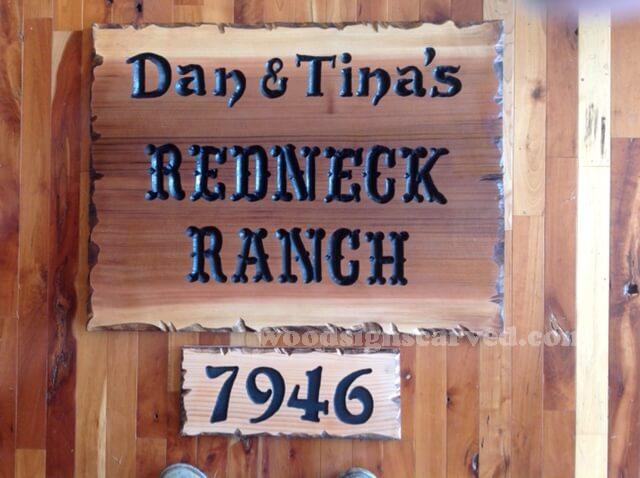 Dan & Tina's
REDNECK
RANCH
woodsignscarved.com
7946